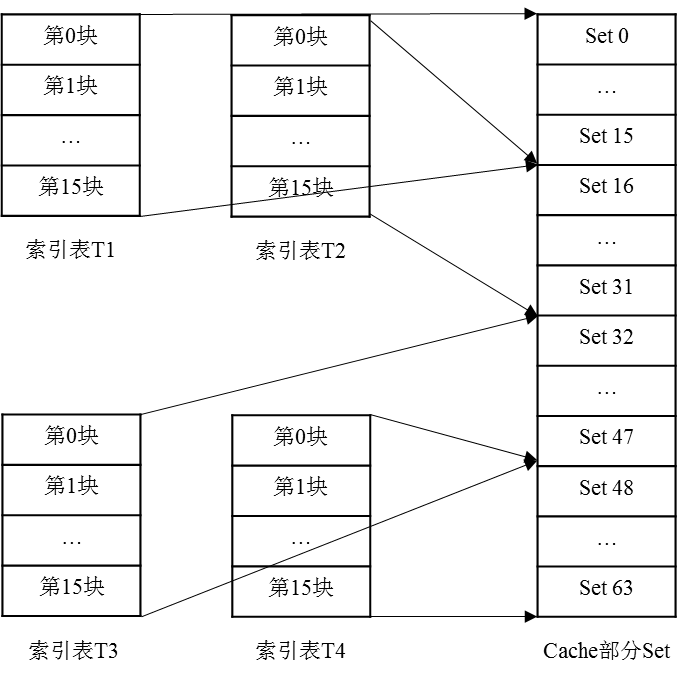 第0块
第1块
…
第15块
索引表T1
第0块
第1块
…
第15块
索引表T2
Set 0
…
Set 15
Set 16
…
Set 31
Set 32
…
Set 47
Set 48
…
Set 63
Cache部分Set
第0块
第1块
…
第15块
索引表T3
第0块
第1块
…
第15块
索引表T4